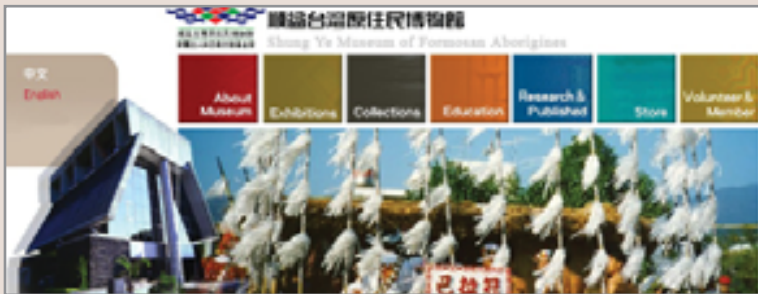 順益台灣原住民博物館
Shung Ye Museum of Formosan Aborigines
中文
English
About Museum
Exhibitions
Collections
Education
Research & Published
Store
Volunteer & Member